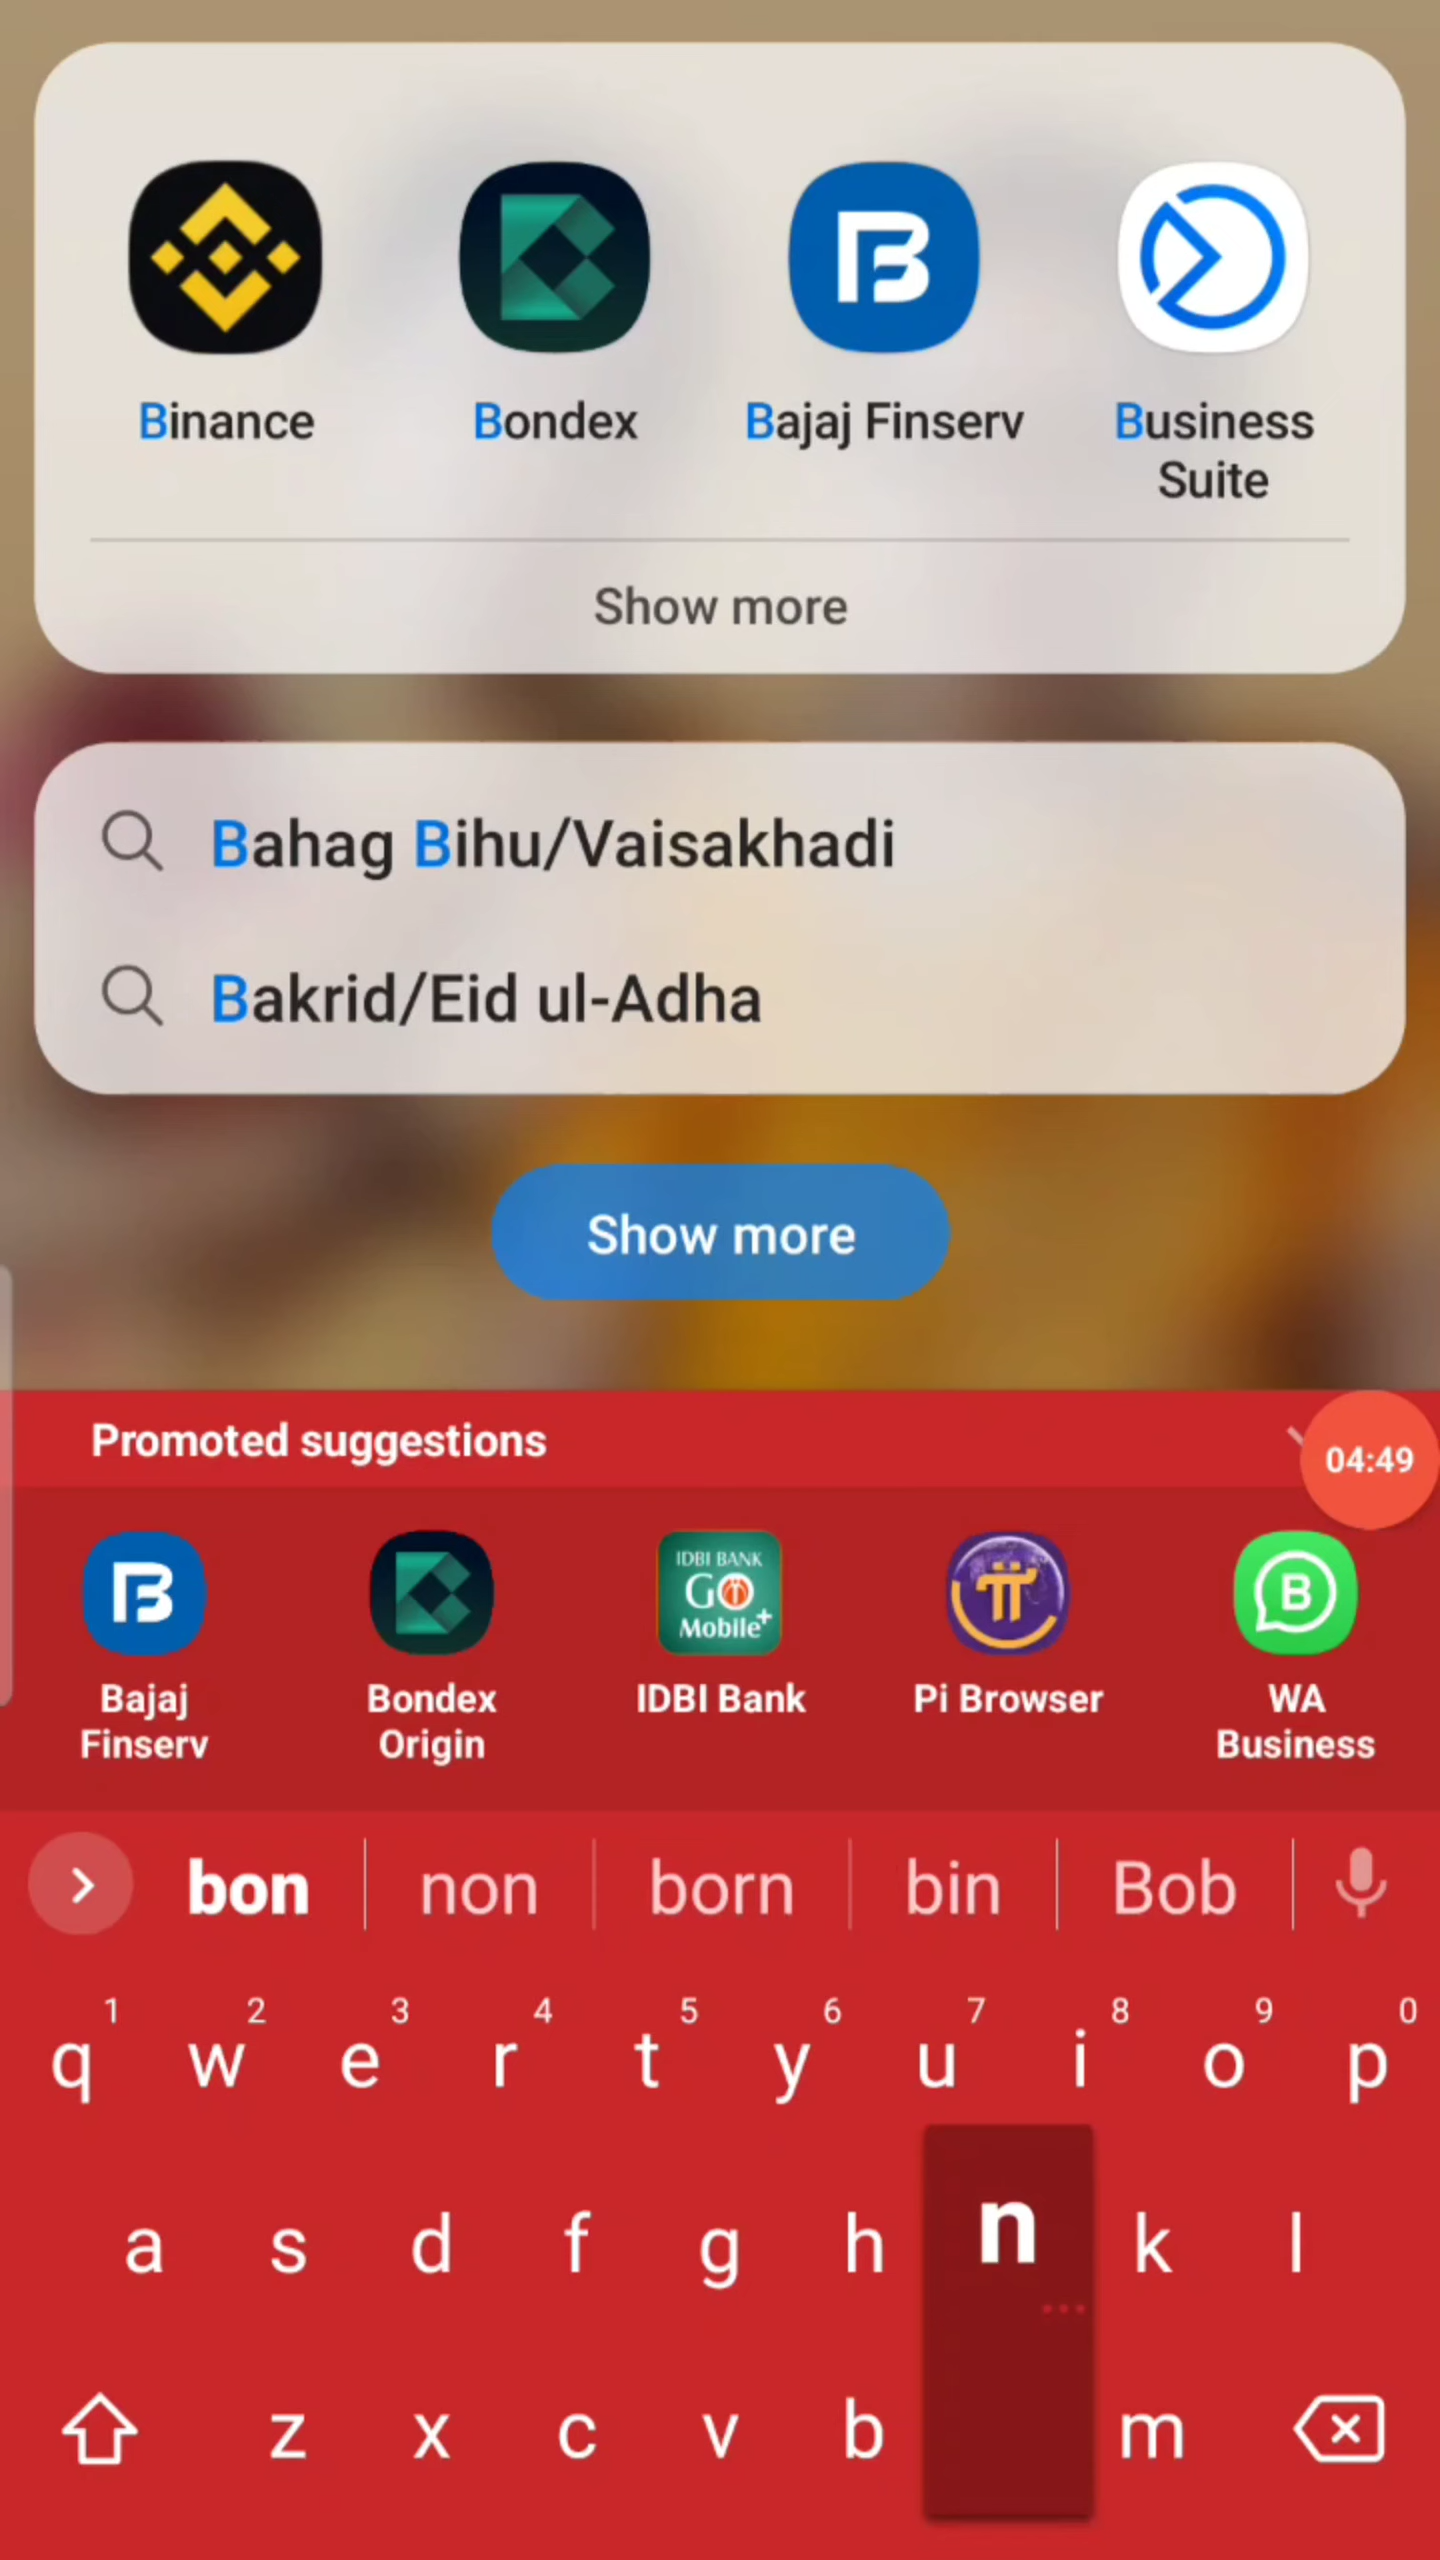 Binance
Bondex
Bajaj Finserv
Business
Suite
Show more
Bahag Bihu/Vaisakhadi
Bakrid/Eid ul-Adha
Show more
Promoted suggestions
04:49
IDBI BANK
GO
Mobile+
B
Bajaj
Finserv
Bondex
Origin
IDBI Bank
Pi Browser
WA
Business
bon non born bin Bob
1 2 3 4 5 6 7 8 9 0
q w e r t y u i o p
a s d f g h n k l
z x c v b m